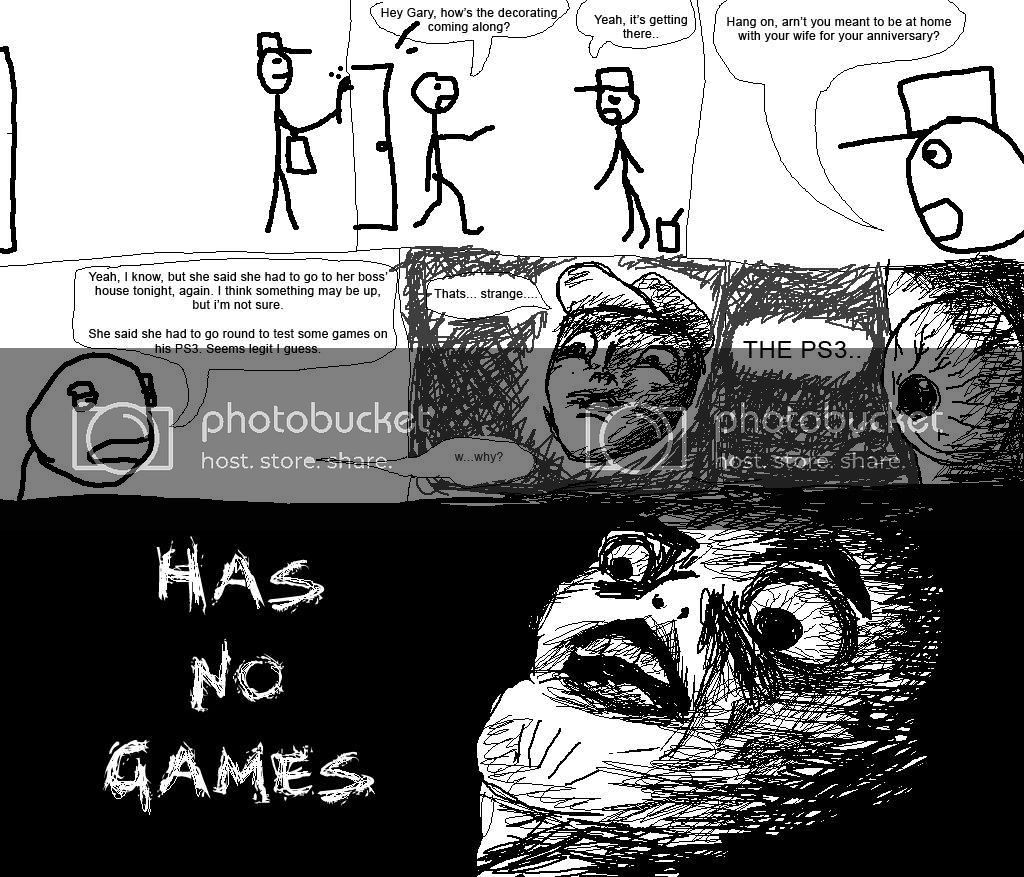 Hey Gary, how's the decorating
coming along?
Yeah, it's getting
there..
Hang on, arn't you meant to be at home
with your wife for your anniversary?
Yeah, I know, but she said she had to go to her boss'
house tonight, again. I think something may be up,
but i'm not sure.
She said she had to go round to test some games on
his PS3. Seems legit I guess.
Thats... strange....
w...why?
THE PS3..
photobucket
host. store. share.
photobucket
host. store. share.
HAS
NO
GAMES